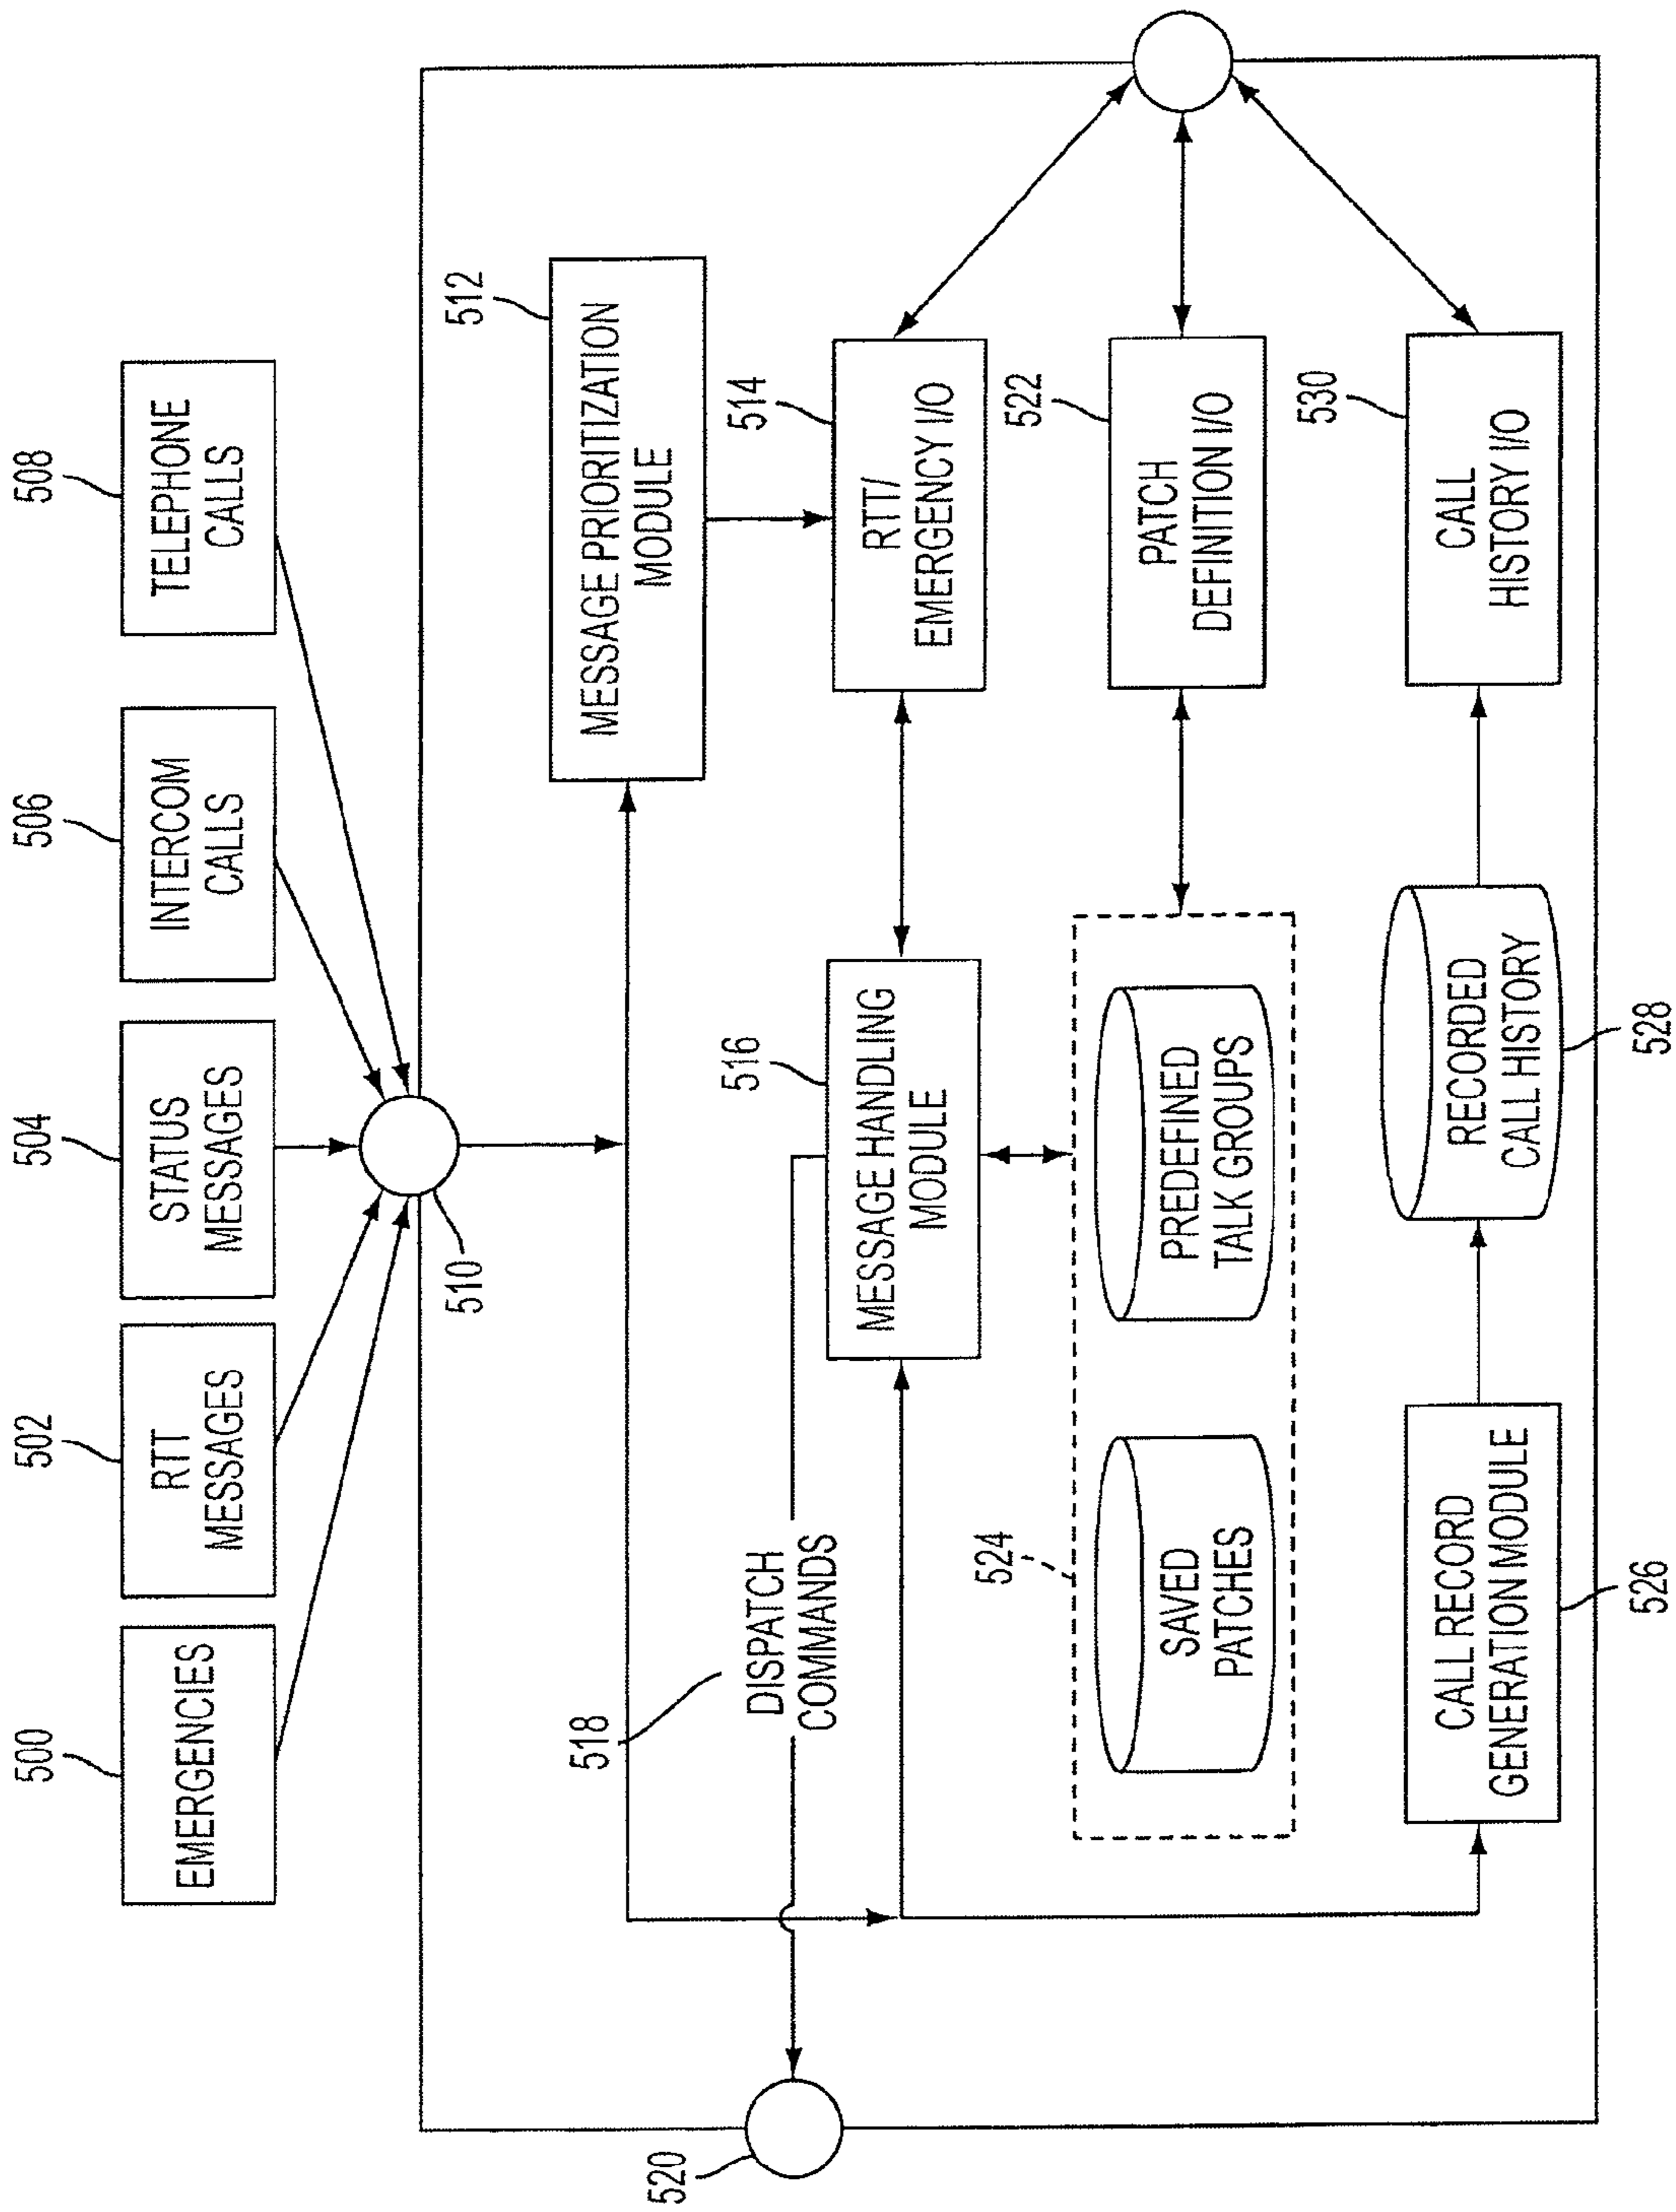 500
502
504
506
508
EMERGENCIES
RTT
MESSAGES
STATUS
MESSAGES
INTERCOM
CALLS
TELEPHONE
CALLS
510
512
MESSAGE PRIORITIZATION
MODULE
518
DISPATCH
COMMANDS
516
MESSAGE HANDLING
MODULE
514
RTT/
EMERGENCY I/O
520
524
SAVED
PATCHES
PREDEFINED
TALK GROUPS
522
PATCH
DEFINITION I/O
CALL RECORD
GENERATION MODULE
526
RECORDED
CALL HISTORY
528
530
CALL
HISTORY I/O